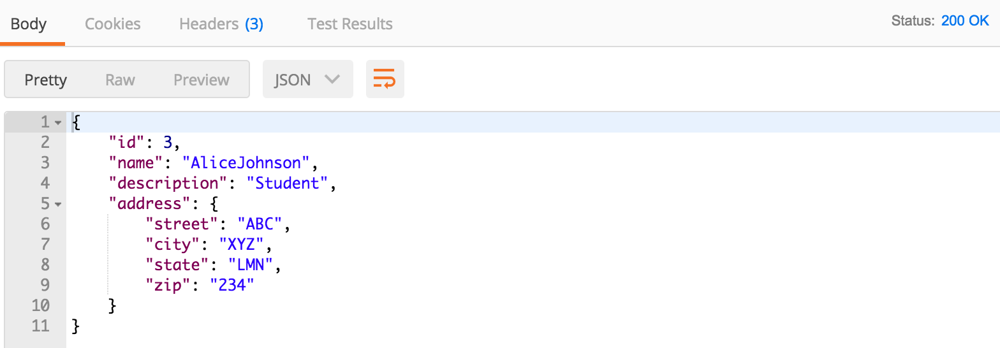 Body Cookies Headers (3) Test Results Status: 200 OK
Pretty Raw Preview JSON
1 {
2 "id": 3,
3 "name": "AliceJohnson",
4 "description": "Student",
5 "address": {
6 "street": "ABC",
7 "city": "XYZ",
8 "state": "LMN",
9 "zip": "234"
10 }
11 }